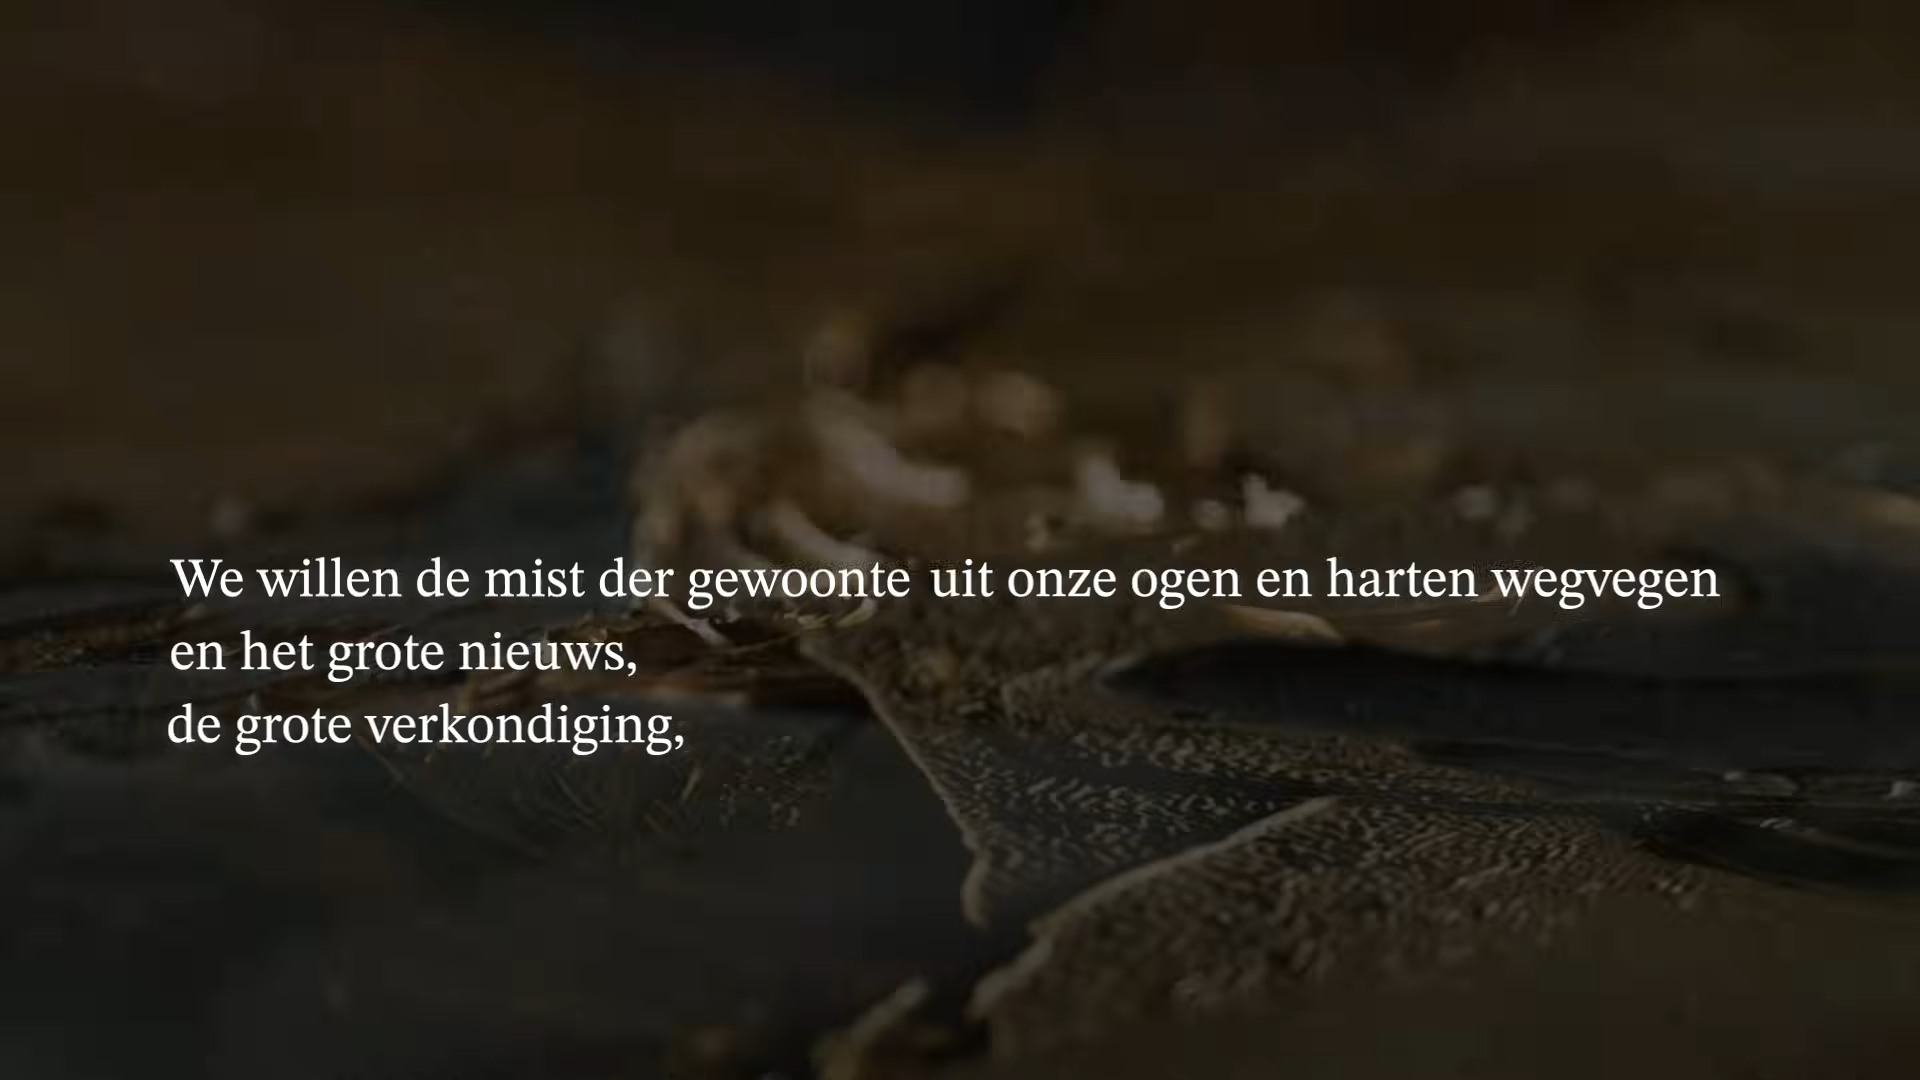 We willen de mist der gewoonte uit onze ogen en harten wegvegen
en het grote nieuws,
de grote verkondiging,